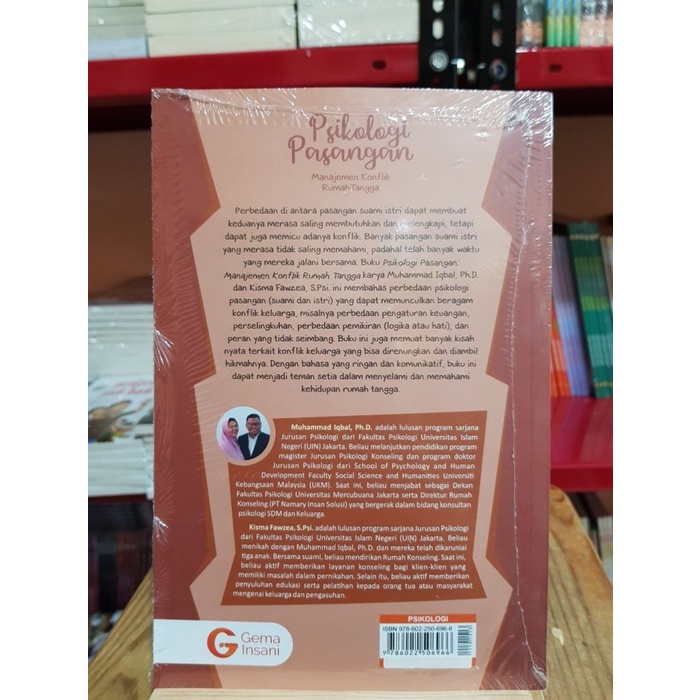 Psikologi
Pasangan
Manajemen Konflik
Rumah Tangga
Perbedaan di antara pasangan suami istri dapat membuat
keduanya merasa saling membutuhkan dan melengkapi, tetapi
dapat juga memicu adanya konflik. Banyak pasangan suami istri
yang merasa tidak saling memahami, padahal telah banyak waktu
yang mereka jalani bersama. Buku Psikologi Pasangan:
Manajemen Konflik Rumah Tangga karya Muhammad Iqbal, Ph.D.
dan Kisma Fawzea, S.Psi. ini membahas perbedaan psikologi
pasangan (suami dan istri) yang dapat memunculkan beragam
konflik keluarga, misalnya perbedaan pengaturan keuangan,
perselingkuhan, perbedaan pemikiran (logika atau hati), dan
peran yang tidak seimbang. Buku ini juga memuat banyak kisah
nyata terkait konflik keluarga yang bisa direnungkan dan diambil
hikmahnya. Dengan bahasa yang ringan dan komunikatif, buku ini
dapat menjadi teman setia dalam menyelami dan memahami
kehidupan rumah tangga.
Muhammad Iqbal, Ph.D. adalah lulusan program sarjana
Jurusan Psikologi dari Fakultas Psikologi Universitas Islam
Negeri (UIN) Jakarta. Beliau melanjutkan pendidikan program
magister Jurusan Psikologi Konseling dan program doktor
Jurusan Psikologi dari School of Psychology and Human
Development Faculty Social Science and Humanities Universiti
Kebangsaan Malaysia (UKM). Saat ini, beliau menjabat sebagai Dekan
Fakultas Psikologi Universitas Mercubuana Jakarta serta Direktur Rumah
Konseling (PT Namary Insan Solusi) yang bergerak dalam bidang konsultan
psikologi SDM dan Keluarga.
Kisma Fawzea, S.Psi. adalah lulusan program sarjana Jurusan Psikologi
dari Fakultas Psikologi Universitas Islam Negeri (UIN) Jakarta. Beliau
menikah dengan Muhammad Iqbal, Ph.D. dan mereka telah dikaruniai
tiga anak. Bersama suami, beliau mendirikan Rumah Konseling. Saat ini,
beliau aktif memberikan layanan konseling bagi klien-klien yang
memiliki masalah dalam pernikahan. Selain itu, beliau aktif memberikan
penyuluhan edukasi serta pelatihan kepada orang tua atau masyarakat
mengenai keluarga dan pengasuhan.
PSIKOLOGI
ISBN 978-602-250-696-6
9 786022 506966
G Gema
Insani